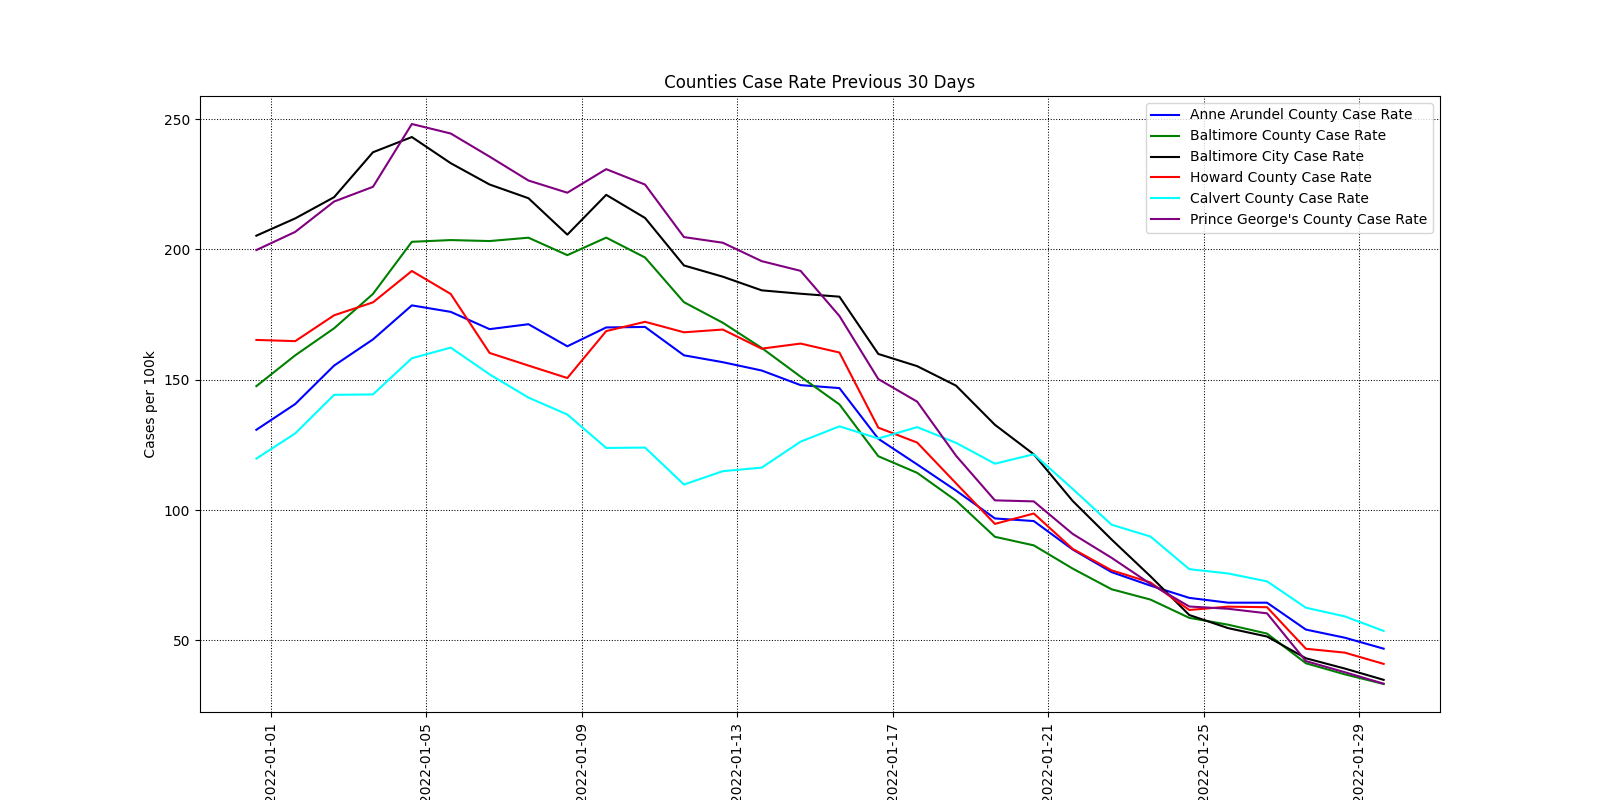 Counties Case Rate Previous 30 Days
Cases per 100k
250
200
150
100
50
Anne Arundel County Case Rate
Baltimore County Case Rate
Baltimore City Case Rate
Howard County Case Rate
Calvert County Case Rate
Prince George's County Case Rate
2022-01-01
2022-01-05
2022-01-09
2022-01-13
2022-01-17
2022-01-21
2022-01-25
2022-01-29